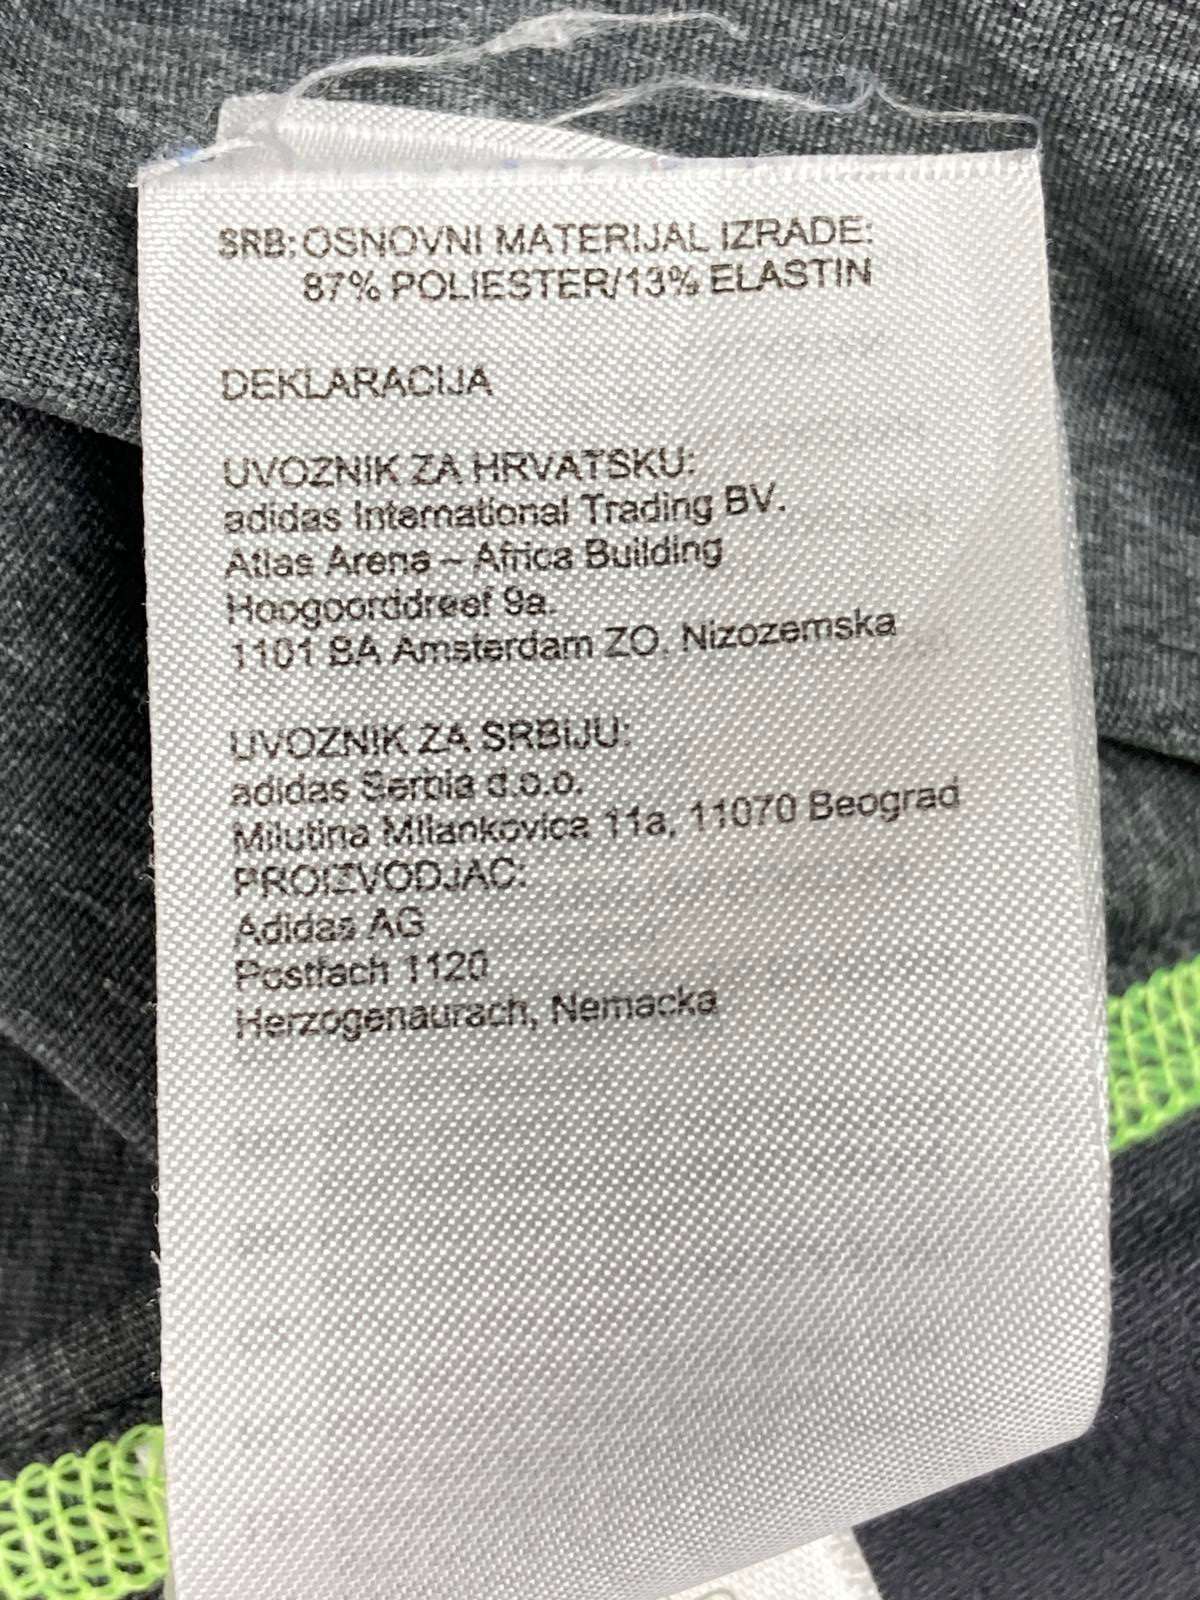 SRB: OSNOVNI MATERIJAL IZRADE:
87% POLIESTER/13% ELASTIN
DEKLARACIJA
UVOZNIK ZA HRVATSKU:
adidas International Trading BV.
Atlas Arena – Africa Building
Hoogoorddreef 9a.
1101 BA Amsterdam ZO. Nizozemska
UVOZNIK ZA SRBIJU:
adidas Serbia d.o.o.
Milutina Milankovica 11a, 11070 Beograd
PROIZVODJAC:
Adidas AG
Postfach 1120
Herzogenaurach, Nemacka